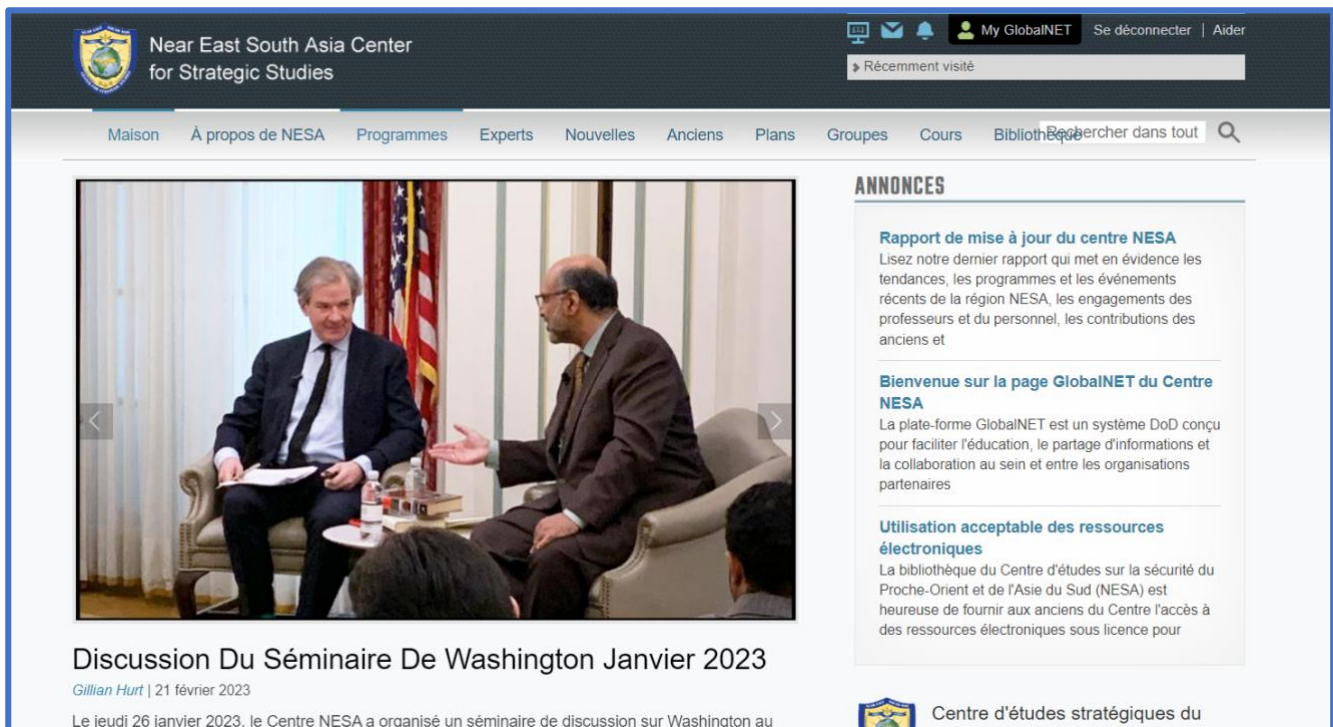 Near East South Asia Center
for Strategic Studies
My GlobalNET
Se déconnecter | Aider
Récemment visité
Maison
À propos de NESA
Programmes
Experts
Nouvelles
Anciens
Plans
Groupes
Cours
Bibliothèque
Rechercher dans tout
ANNONCES
Rapport de mise à jour du centre NESA
Lisez notre dernier rapport qui met en évidence les
tendances, les programmes et les événements
récents de la région NESA, les engagements des
professeurs et du personnel, les contributions des
anciens et
Bienvenue sur la page GlobalNET du Centre
NESA
La plate-forme GlobalNET est un système DoD conçu
pour faciliter l'éducation, le partage d'informations et
la collaboration au sein et entre les organisations
partenaires
Utilisation acceptable des ressources
électroniques
La bibliothèque du Centre d'études sur la sécurité du
Proche-Orient et de l'Asie du Sud (NESA) est
heureuse de fournir aux anciens du Centre l'accès à
des ressources électroniques sous licence pour
Discussion Du Séminaire De Washington Janvier 2023
Gillian Hurt | 21 février 2023
Le jeudi 26 janvier 2023, le Centre NESA a organisé un séminaire de discussion sur Washington au
Centre d'études stratégiques du